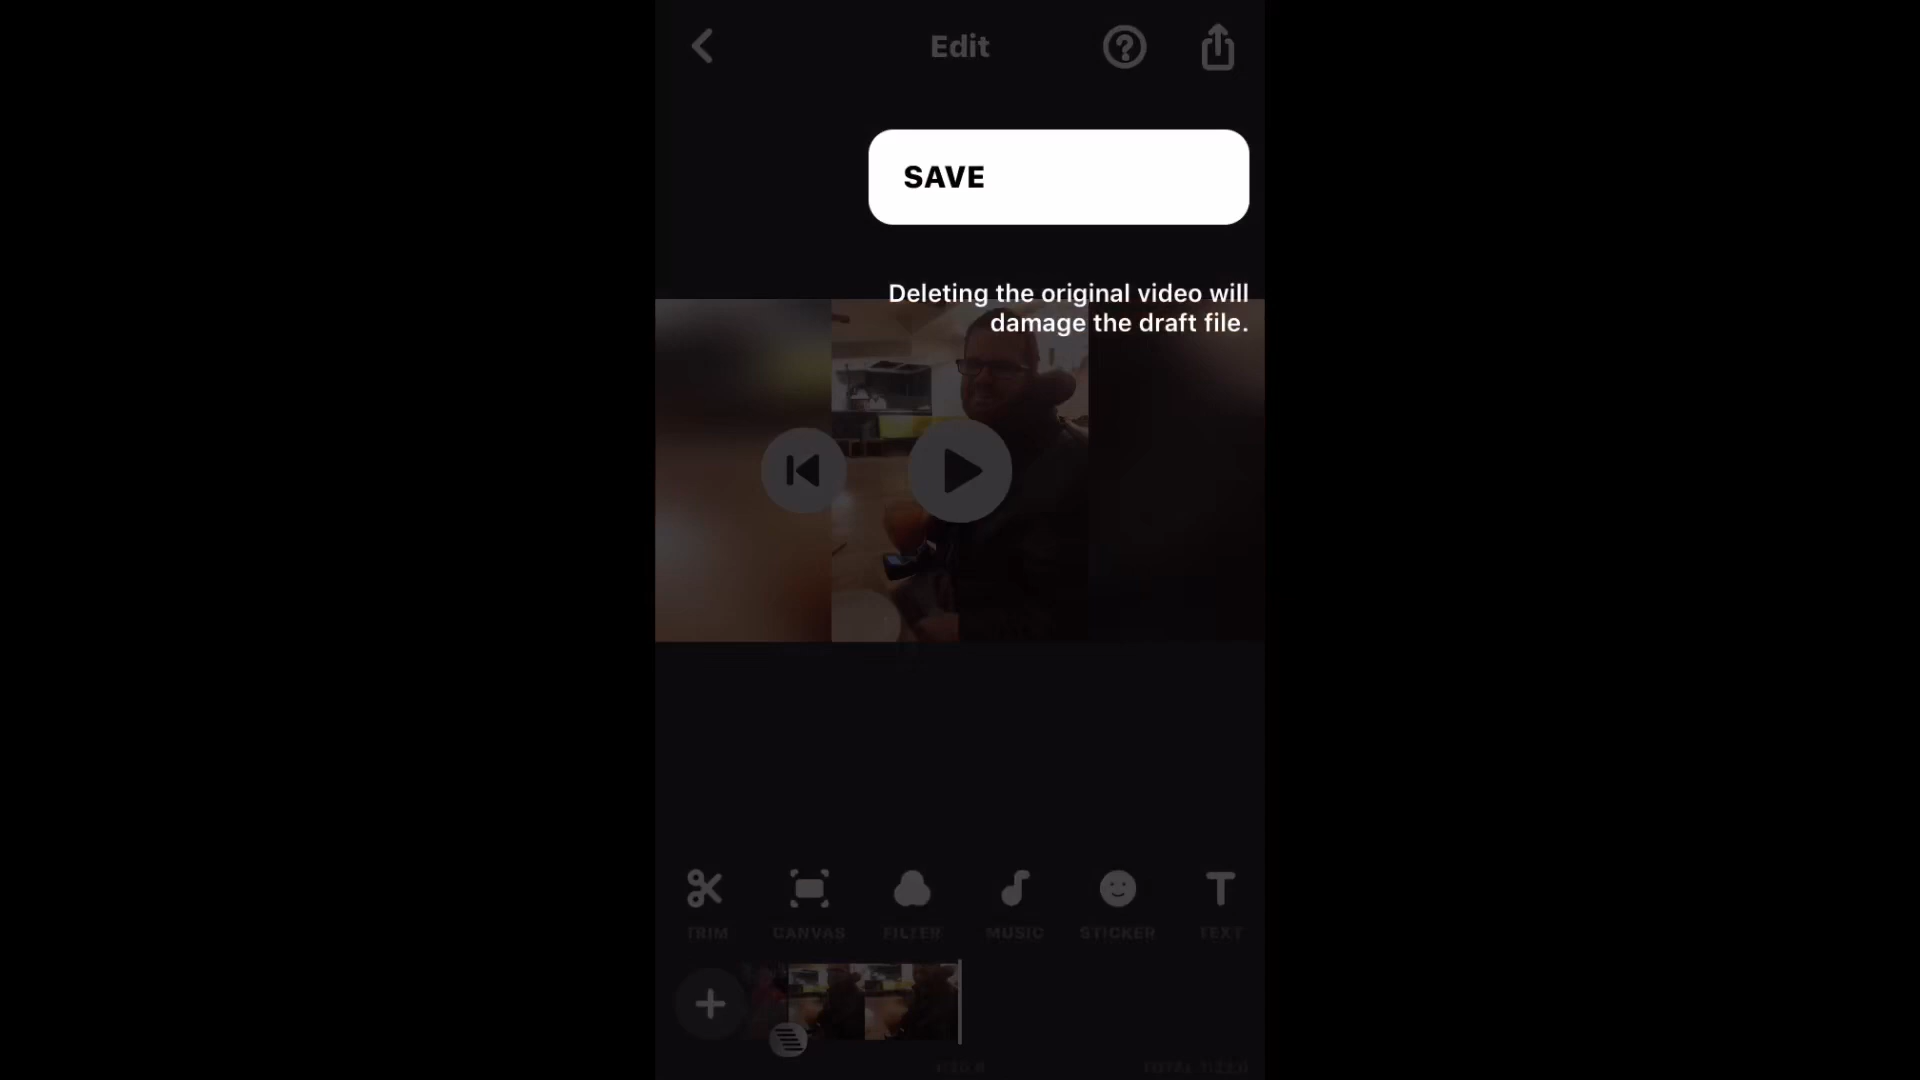 Edit
SAVE
Deleting the original video will
damage the draft file.
TRIM
CANVAS
FILTER
MUSIC
STICKER
TEXT